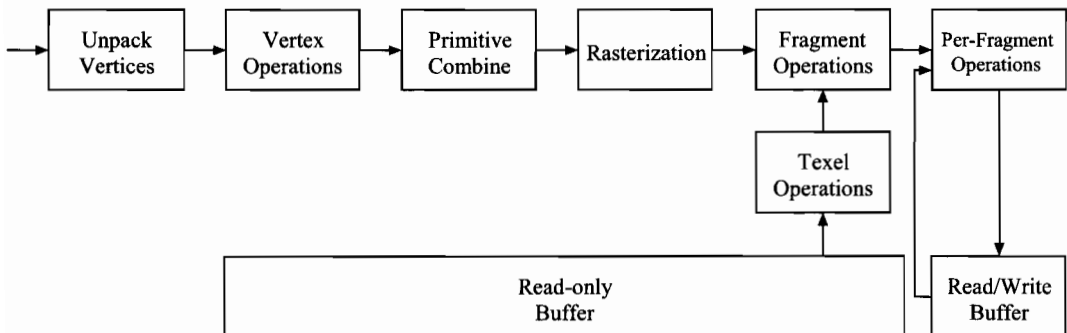 Unpack
Vertices
Vertex
Operations
Primitive
Combine
Rasterization
Fragment
Operations
Per-Fragment
Operations
Texel
Operations
Read-only
Buffer
Read/Write
Buffer